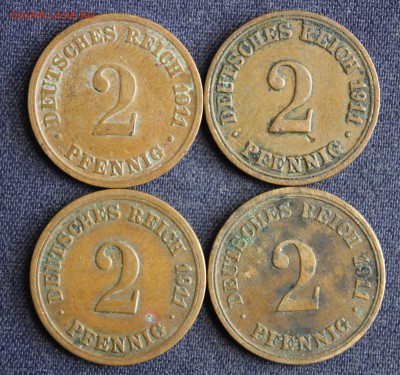 DEUTSCHES REICH 1911
2
PFENNIG
DEUTSCHES REICH 1911
2
PFENNIG
DEUTSCHES REICH 1911
2
PFENNIG
DEUTSCHES REICH 1911
2
PFENNIG